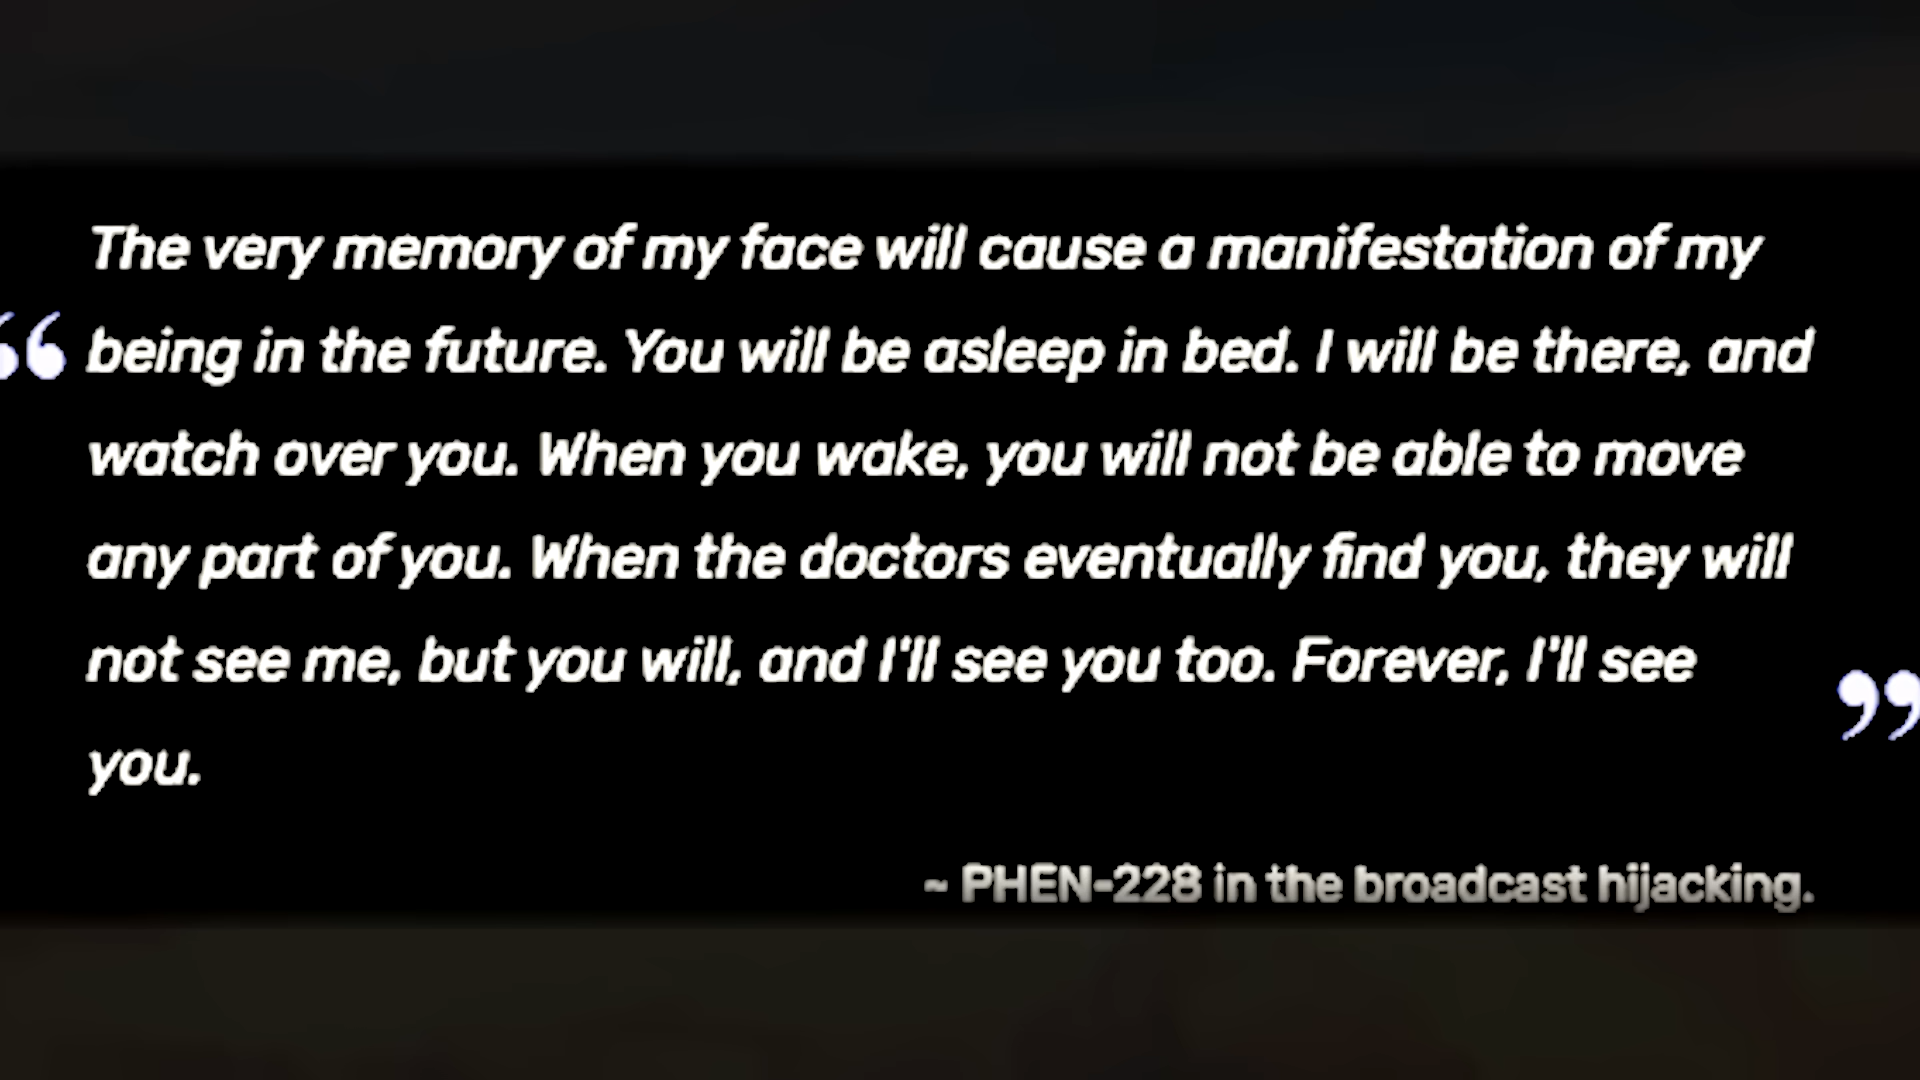 The very memory of my face will cause a manifestation of my
“ being in the future. You will be asleep in bed. I will be there, and
watch over you. When you wake, you will not be able to move
any part of you. When the doctors eventually find you, they will
not see me, but you will, and I'll see you too. Forever, I'll see ”
you.
~ PHEN-228 in the broadcast hijacking.